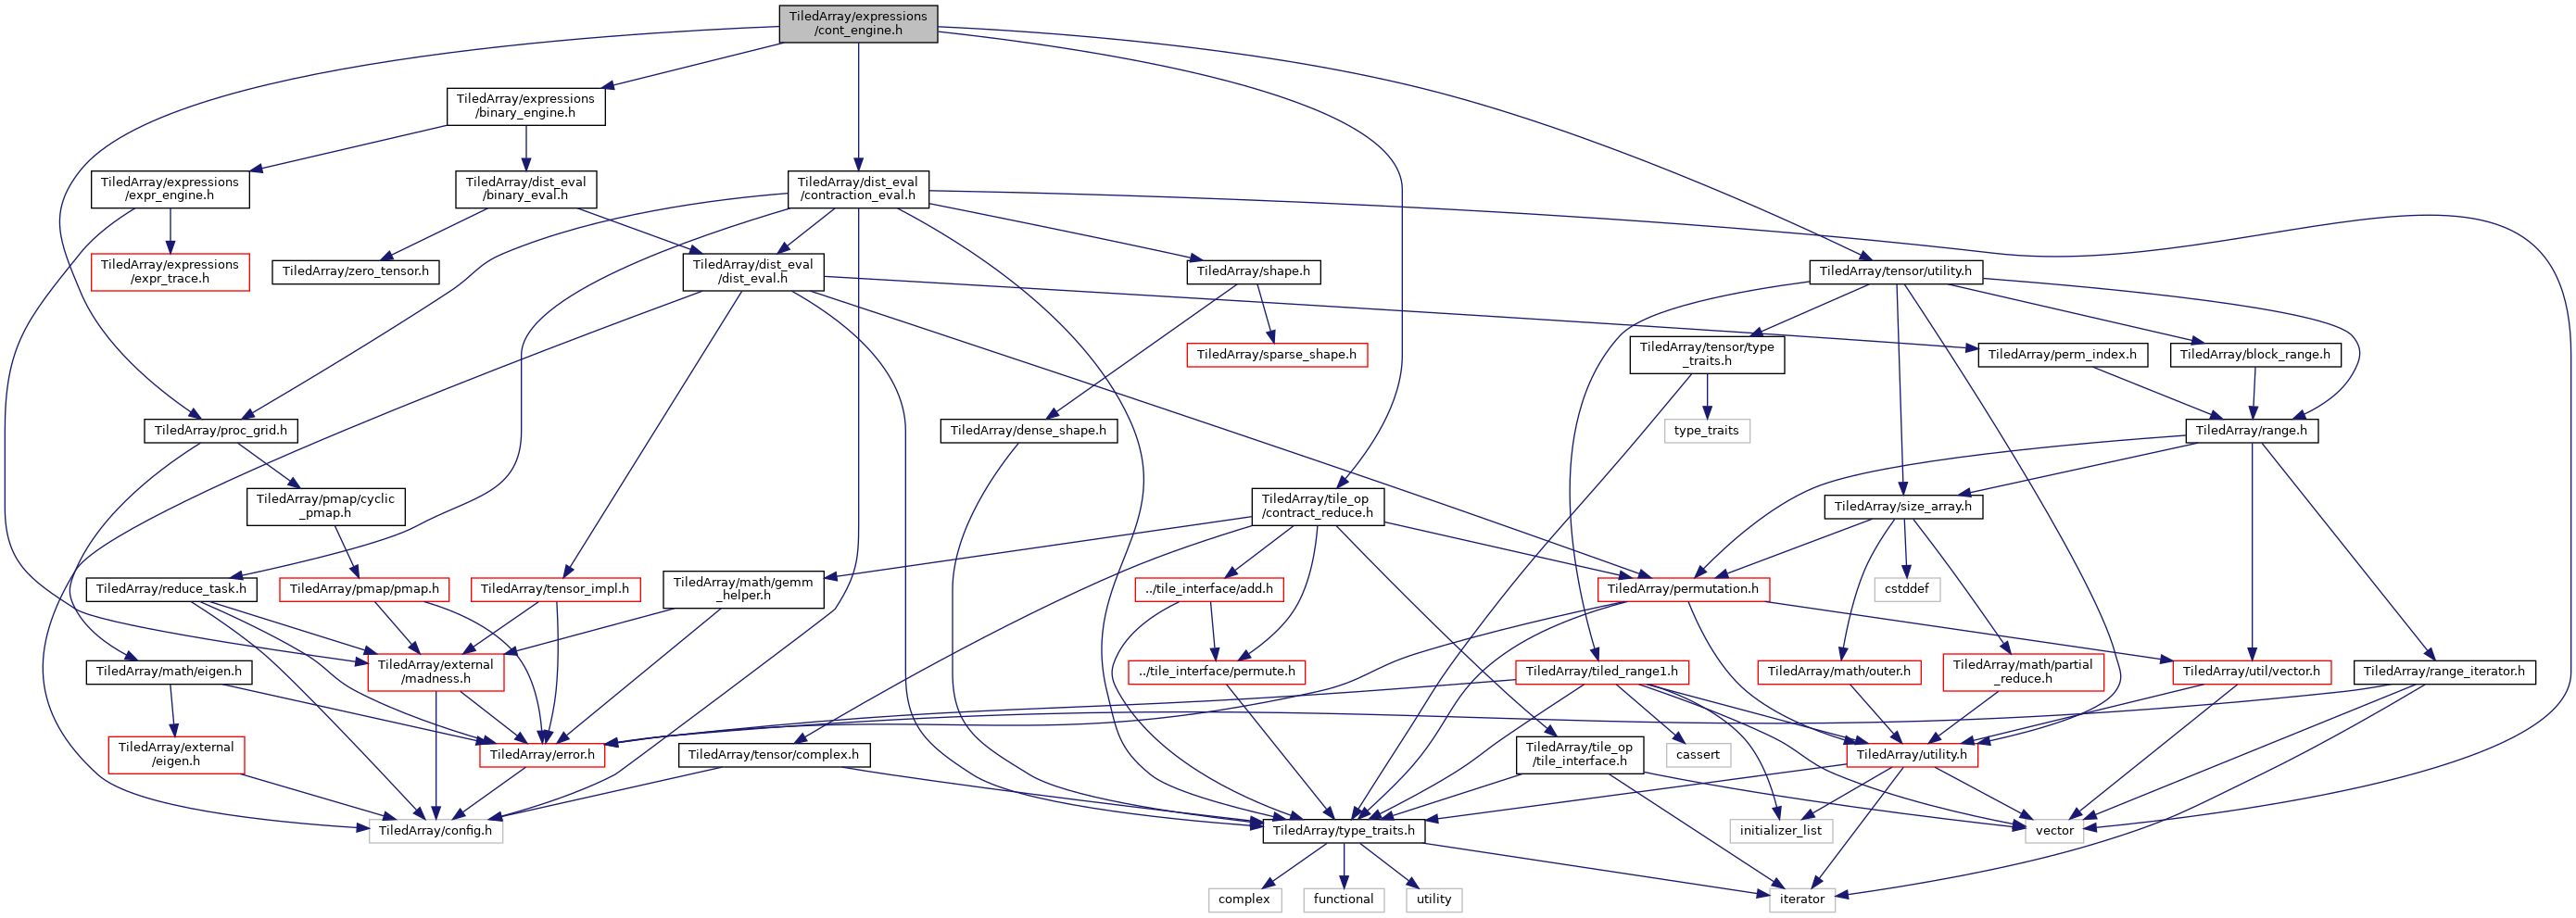 TiledArray/expressions
/cont_engine.h
TiledArray/expressions
/binary_engine.h
TiledArray/expressions
/expr_engine.h
TiledArray/dist_eval
/binary_eval.h
TiledArray/dist_eval
/contraction_eval.h
TiledArray/expressions
/expr_trace.h
TiledArray/zero_tensor.h
TiledArray/dist_eval
/dist_eval.h
TiledArray/shape.h
TiledArray/tensor/utility.h
TiledArray/sparse_shape.h
TiledArray/tensor/type
_traits.h
TiledArray/perm_index.h
TiledArray/block_range.h
TiledArray/proc_grid.h
TiledArray/dense_shape.h
type_traits
TiledArray/range.h
TiledArray/pmap/cyclic
_pmap.h
TiledArray/tile_op
/contract_reduce.h
TiledArray/size_array.h
TiledArray/reduce_task.h
TiledArray/pmap/pmap.h
TiledArray/tensor_impl.h
TiledArray/math/gemm
_helper.h
../tile_interface/add.h
TiledArray/permutation.h
cstddef
TiledArray/math/eigen.h
TiledArray/external
/madness.h
../tile_interface/permute.h
TiledArray/tiled_range1.h
TiledArray/math/outer.h
TiledArray/math/partial
_reduce.h
TiledArray/util/vector.h
TiledArray/range_iterator.h
TiledArray/external
/eigen.h
TiledArray/error.h
TiledArray/tensor/complex.h
TiledArray/tile_op
/tile_interface.h
cassert
TiledArray/utility.h
TiledArray/config.h
TiledArray/type_traits.h
initializer_list
vector
complex
functional
utility
iterator